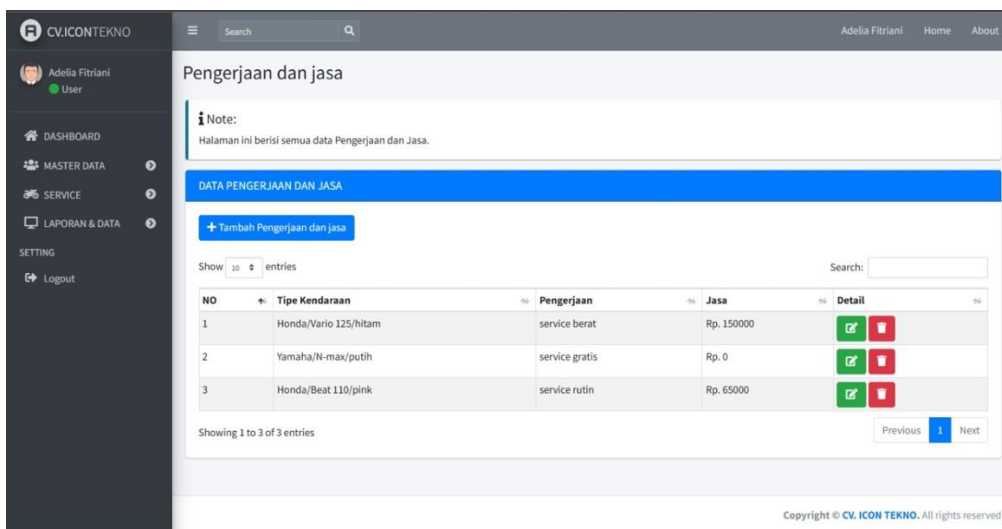 CV.ICONTEKNO
Search
Adelia Fitriani Home About
Adelia Fitriani
User
DASHBOARD
MASTER DATA
SERVICE
LAPORAN & DATA
SETTING
Logout
Pengerjaan dan jasa
Note:
Halaman ini berisi semua data Pengerjaan dan Jasa.
DATA PENGERJAAN DAN JASA
Tambah Pengerjaan dan jasa
Show 10 entries Search:
NO Tipe Kendaraan Pengerjaan Jasa Detail
1 Honda/Vario 125/hitam service berat Rp. 150000
2 Yamaha/N-max/putih service gratis Rp. 0
3 Honda/Beat 110/pink service rutin Rp. 65000
Showing 1 to 3 of 3 entries Previous 1 Next
Copyright © CV. ICON TEKNO. All rights reserved